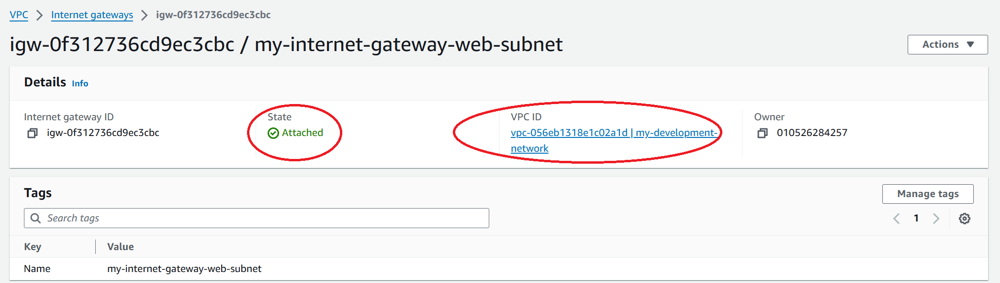 VPC > Internet gateways > igw-0f312736cd9ec3cbc
igw-0f312736cd9ec3cbc / my-internet-gateway-web-subnet
Actions
Details Info
Internet gateway ID
igw-0f312736cd9ec3cbc
State
Attached
VPC ID
vpc-056eb1318e1c02a1d | my-development-
network
Owner
010526284257
Tags
Manage tags
Search tags
1
Key Value
Name my-internet-gateway-web-subnet